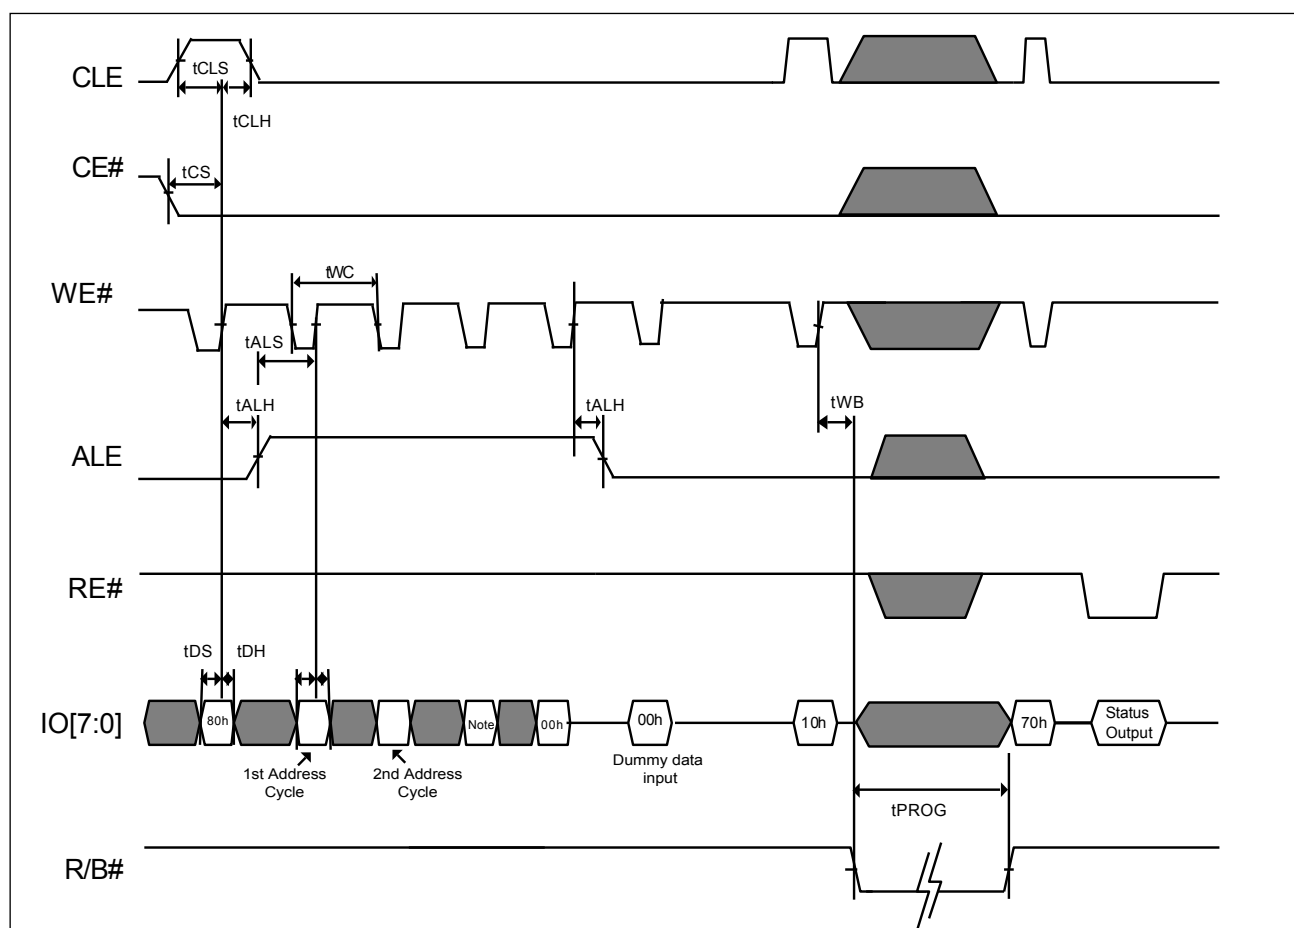 CLE
tCLS
tCLH
CE#
tCS
WE#
tWC
tALS
tALH
tALH
tWB
ALE
RE#
tDS
tDH
IO[7:0]
80h
Note
00h
00h
10h
70h
Status
Output
1st Address
Cycle
2nd Address
Cycle
Dummy data
input
tPROG
R/B#